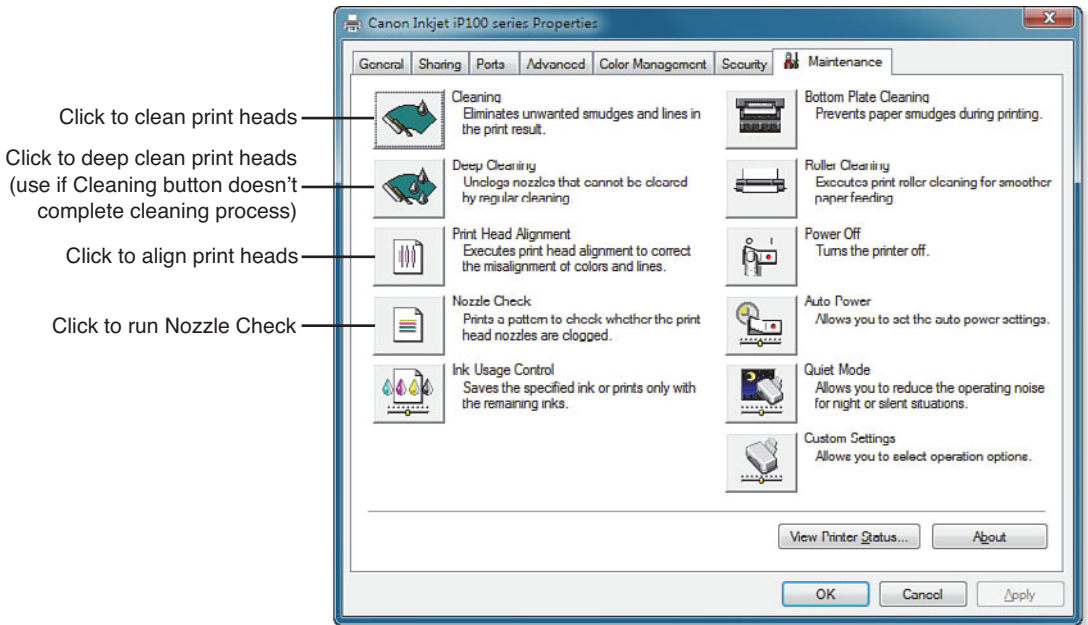 Canon Inkjet iP100 series Properties
General Sharing Ports Advanced Color Management Security Maintenance
Click to clean print heads
Cleaning
Eliminates unwanted smudges and lines in
the print result.
Bottom Plate Cleaning
Prevents paper smudges during printing.
Click to deep clean print heads
(use if Cleaning button doesn't
complete cleaning process)
Deep Cleaning
Unclogs nozzles that cannot be cleared
by regular cleaning.
Roller Cleaning
Executes print roller cleaning for smoother
paper feeding.
Click to align print heads
Print Head Alignment
Executes print head alignment to correct
the misalignment of colors and lines.
Power Off
Turns the printer off.
Click to run Nozzle Check
Nozzle Check
Prints a pattern to check whether the print
head nozzles are clogged.
Auto Power
Allows you to set the auto power settings.
Ink Usage Control
Saves the specified ink or prints only with
the remaining inks.
Quiet Mode
Allows you to reduce the operating noise
for night or silent situations.
Custom Settings
Allows you to select operation options.
View Printer Status... About
OK Cancel Apply